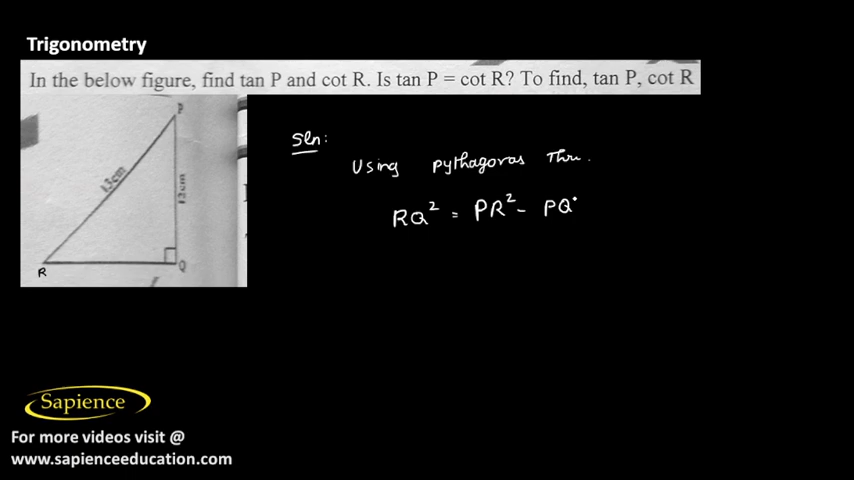 Trigonometry
In the below figure, find tan P and cot R. Is tan P = cot R? To find, tan P, cot R
P
13cm
12cm
R
Q
Sln:
Using pythagoras Thm.
RQ² = PR² - PQ
Sapience
For more videos visit @
www.sapienceeducation.com